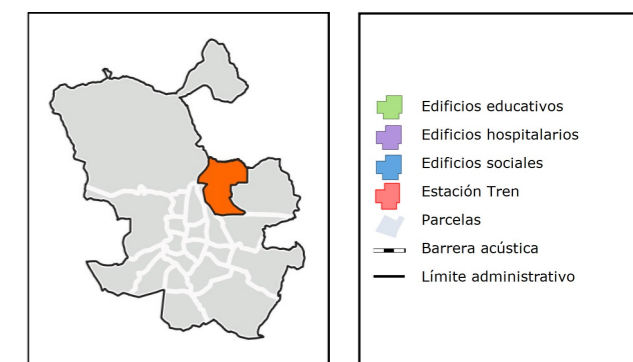 Edificios educativos
Edificios hospitalarios
Edificios sociales
Estación Tren
Parcelas
Barrera acústica
Límite administrativo